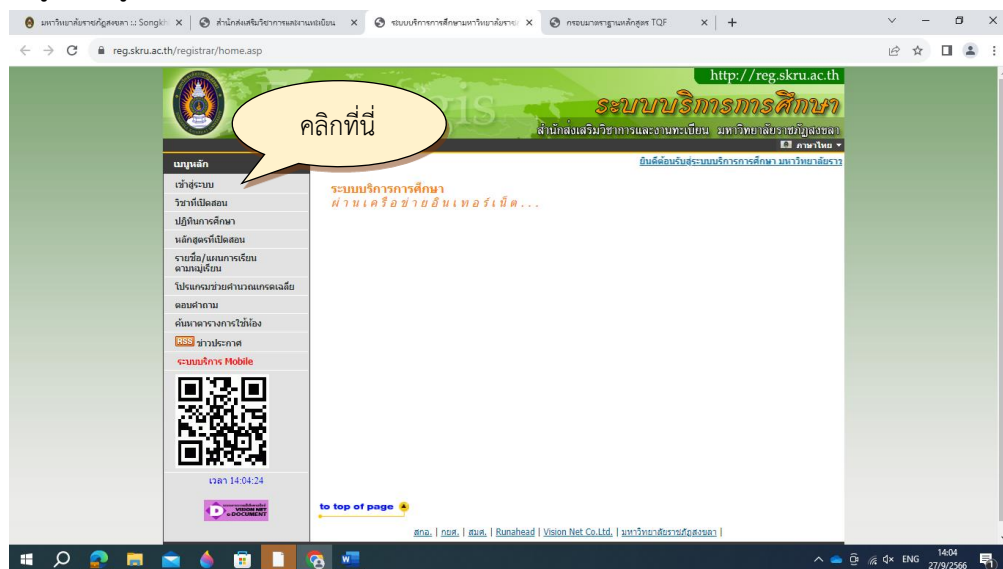 มหาวิทยาลัยราชภัฏสงขลา ::: Songkh
สำนักส่งเสริมวิชาการและงานทะเบียน
ระบบบริการการศึกษามหาวิทยาลัยราช
กรอบมาตรฐานหลักสูตร TQF
reg.skru.ac.th/registrar/home.asp
http://reg.skru.ac.th
ระบบบริการการศึกษา
สำนักส่งเสริมวิชาการและงานทะเบียน มหาวิทยาลัยราชภัฏสงขลา
คลิกที่นี่
ภาษาไทย
เมนูหลัก
ยินดีต้อนรับสู่ระบบบริการการศึกษา มหาวิทยาลัยราว
เข้าสู่ระบบ
วิชาที่เปิดสอน
ปฏิทินการศึกษา
หลักสูตรที่เปิดสอน
รายชื่อ/แผนการเรียน
ตามหมู่เรียน
โปรแกรมช่วยคำนวณเกรดเฉลี่ย
ตอบคำถาม
ค้นหาตารางการใช้ห้อง
RSS ข่าวประกาศ
ระบบบริการ Mobile
ระบบบริการการศึกษา
ผ่านเครือข่ายอินเทอร์เน็ต...
เวลา 14:04:24
VISION NET
e-DOCUMENT
to top of page
สกอ. | กยศ. | สมศ. | Runahead | Vision Net Co.Ltd. | มหาวิทยาลัยราชภัฏสงขลา |
ENG
14:04
27/9/2566